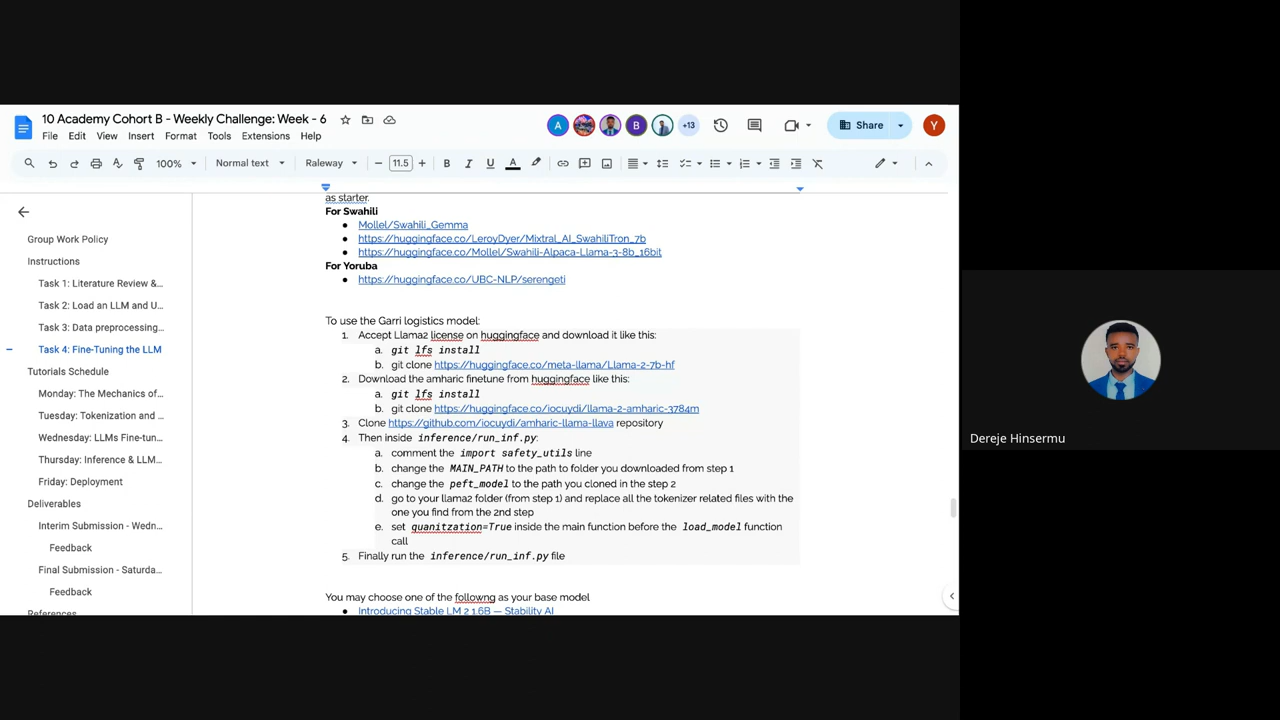 10 Academy Cohort B - Weekly Challenge: Week - 6
File Edit View Insert Format Tools Extensions Help
A B +13 Share Y
100% Normal text Raleway 11.5 B I U A
as starter.
For Swahili
Mollel/Swahili_Gemma
https://huggingface.co/LeroyDyer/Mixtral_AI_SwahiliTron_7b
https://huggingface.co/Mollel/Swahili-Alpaca-Llama-3-8b_16bit
For Yoruba
https://huggingface.co/UBC-NLP/serengeti
To use the Garri logistics model:
1. Accept Llama2 license on huggingface and download it like this:
a. git lfs install
b. git clone https://huggingface.co/meta-llama/Llama-2-7b-hf
2. Download the amharic finetune from huggingface like this:
a. git lfs install
b. git clone https://huggingface.co/iocuydi/llama-2-amharic-3784m
3. Clone https://github.com/iocuydi/amharic-llama-llava repository
4. Then inside inference/run_inf.py:
a. comment the import safety_utils line
b. change the MAIN_PATH to the path to folder you downloaded from step 1
c. change the peft_model to the path you cloned in the step 2
d. go to your llama2 folder (from step 1) and replace all the tokenizer related files with the
one you find from the 2nd step
e. set quanitzation=True inside the main function before the load_model function
call
5. Finally run the inference/run_inf.py file
You may choose one of the followng as your base model
Introducing Stable LM 2 1.6B — Stability AI
Group Work Policy
Instructions
Task 1: Literature Review &...
Task 2: Load an LLM and U...
Task 3: Data preprocessing...
Task 4: Fine-Tuning the LLM
Tutorials Schedule
Monday: The Mechanics of...
Tuesday: Tokenization and ...
Wednesday: LLMs Fine-tun...
Thursday: Inference & LLM...
Friday: Deployment
Deliverables
Interim Submission - Wedn...
Feedback
Final Submission - Saturda...
Feedback
References
Dereje Hinsermu